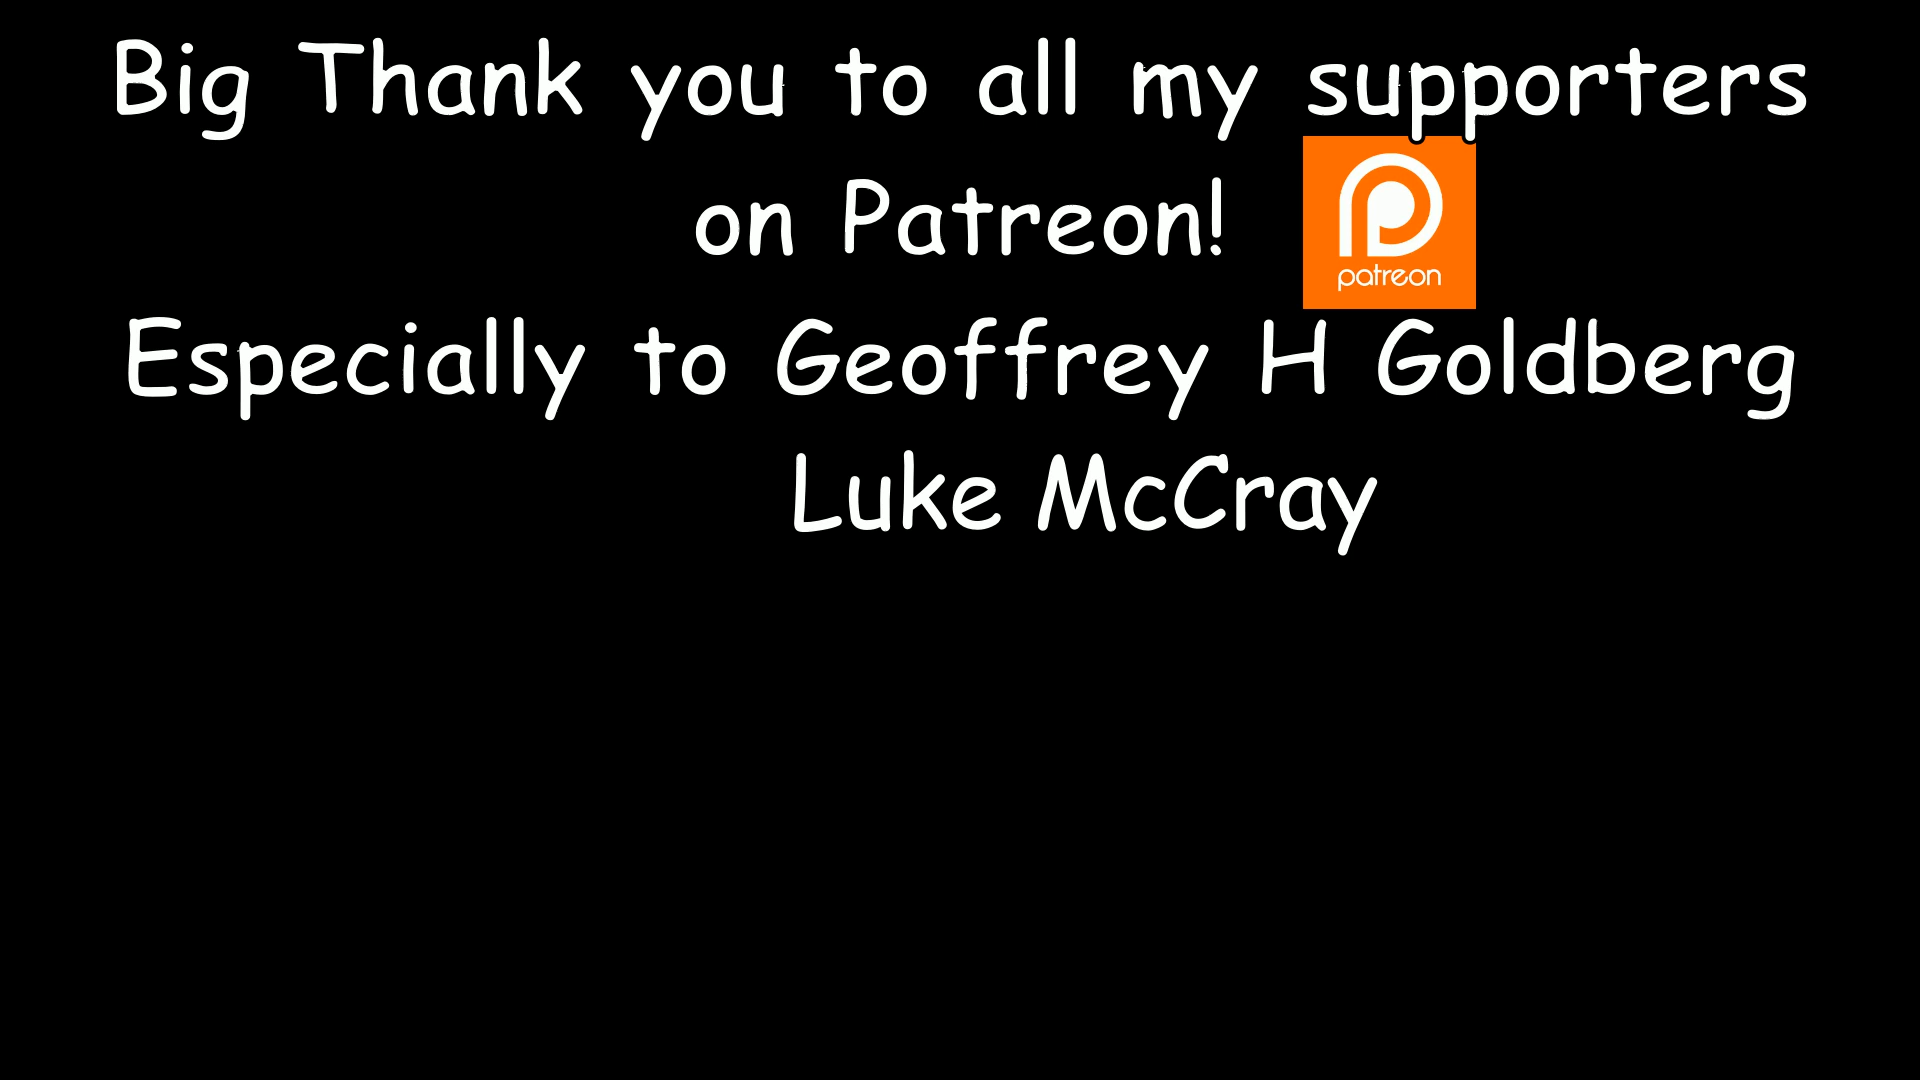 Big Thank you to all my supporters
on Patreon!
patreon
Especially to Geoffrey H Goldberg
Luke McCray